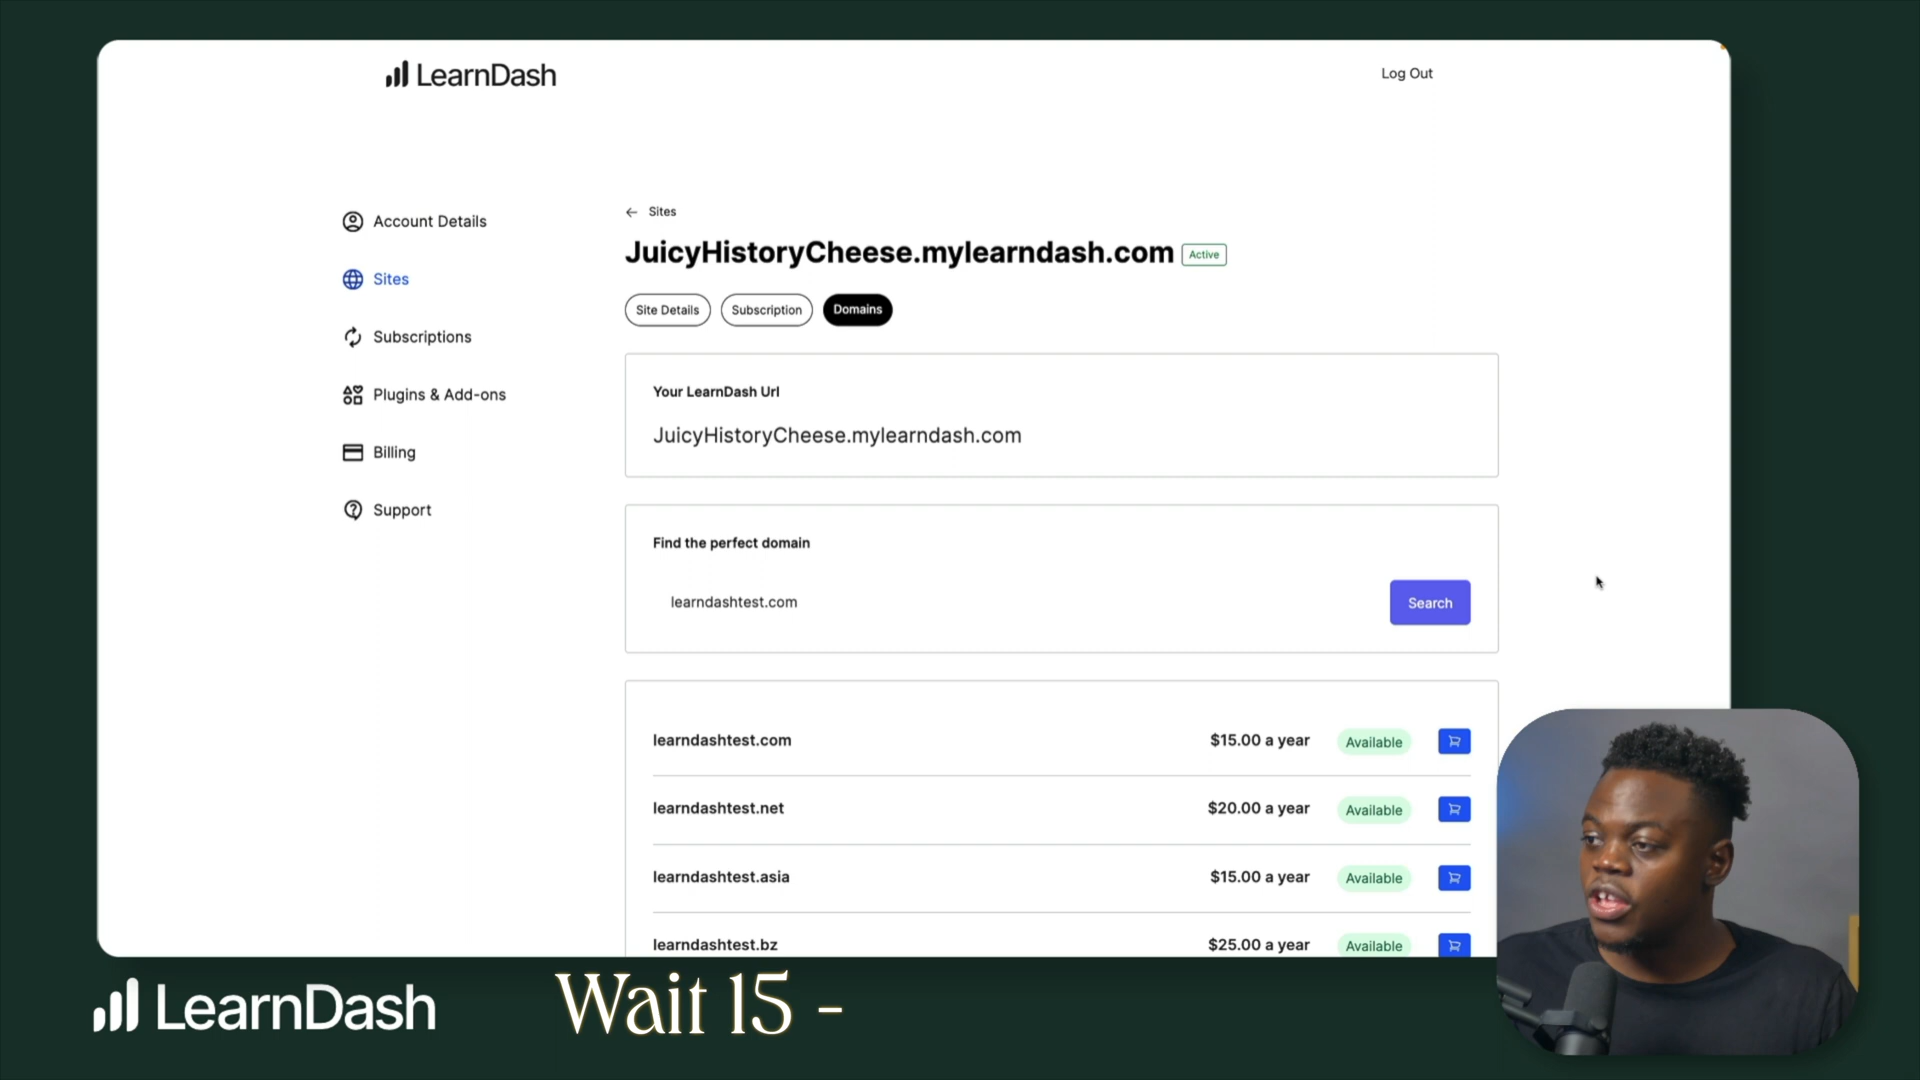 LearnDash
Log Out
Account Details
Sites
Subscriptions
Plugins & Add-ons
Billing
Support
← Sites
JuicyHistoryCheese.mylearndash.com Active
Site Details Subscription Domains
Your LearnDash Url
JuicyHistoryCheese.mylearndash.com
Find the perfect domain
learndashtest.com Search
learndashtest.com $15.00 a year Available
learndashtest.net $20.00 a year Available
learndashtest.asia $15.00 a year Available
learndashtest.bz $25.00 a year Available
LearnDash
Wait 15 -